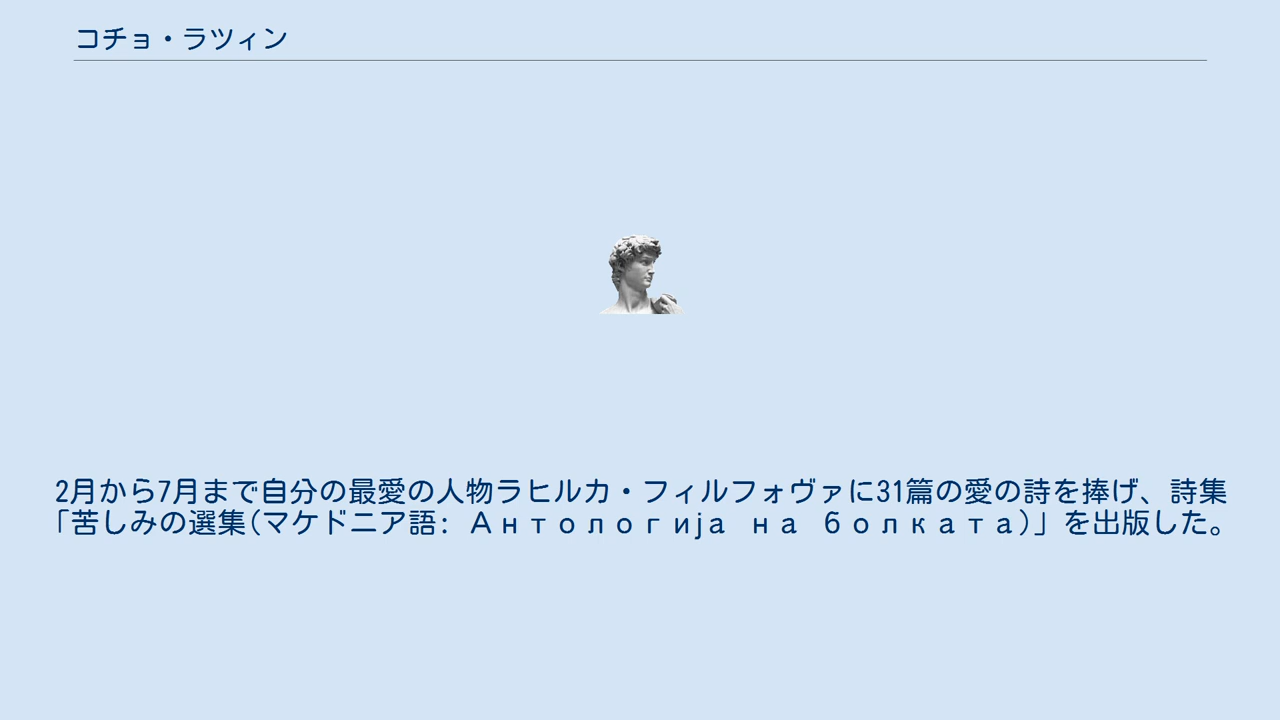 コチョ・ラツィン
2月から7月まで自分の最愛の人物ラヒルカ・フィルフォヴァに31篇の愛の詩を捧げ、詩集
「苦しみの選集(マケドニア語: Антологијa на болката)」を出版した。